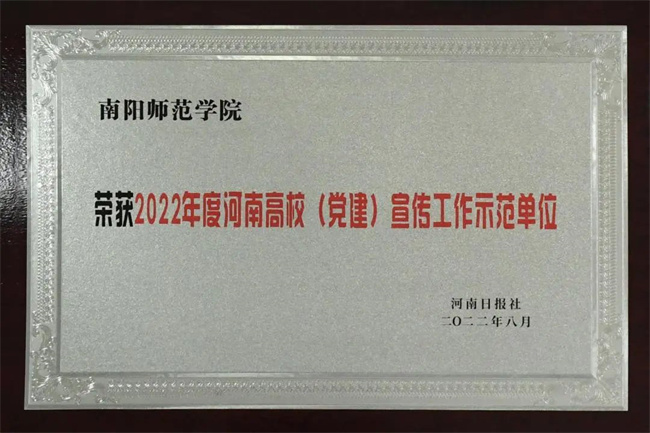 南阳师范学院
荣获2022年度河南高校（党建）宣传工作示范单位
河南日报社
二〇二二年八月